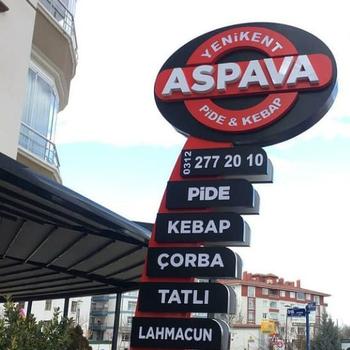 YENİKENT
ASPAVA
PİDE & KEBAP
0312 277 20 10
PİDE
KEBAP
ÇORBA
TATLI
LAHMACUN